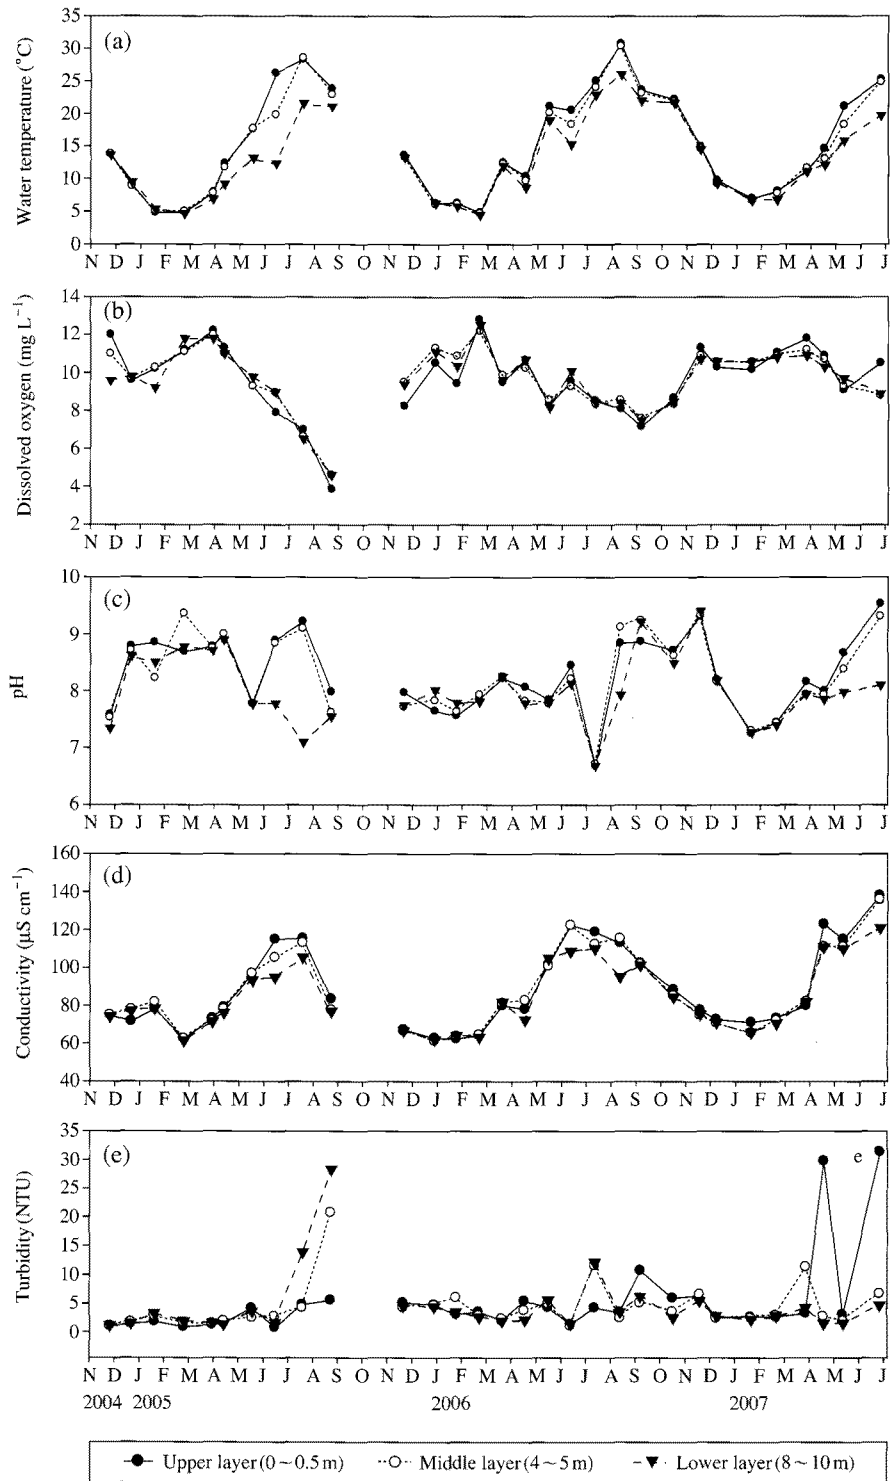 (a)
Water temperature (°C)
35
30
25
20
15
10
5
0
N D J F M A M J J A S O N D J F M A M J J A S O N D J F M A M J J
(b)
Dissolved oxygen (mg L⁻¹)
14
12
10
8
6
4
2
N D J F M A M J J A S O N D J F M A M J J A S O N D J F M A M J J
(c)
pH
10
9
8
7
6
N D J F M A M J J A S O N D J F M A M J J A S O N D J F M A M J J
(d)
Conductivity (µS cm⁻¹)
160
140
120
100
80
60
40
N D J F M A M J J A S O N D J F M A M J J A S O N D J F M A M J J
(e)
e
Turbidity (NTU)
35
30
25
20
15
10
5
0
N D J F M A M J J A S O N D J F M A M J J A S O N D J F M A M J J
2004 2005 2006 2007
Upper layer (0~0.5 m) Middle layer (4~5 m) Lower layer (8~10 m)